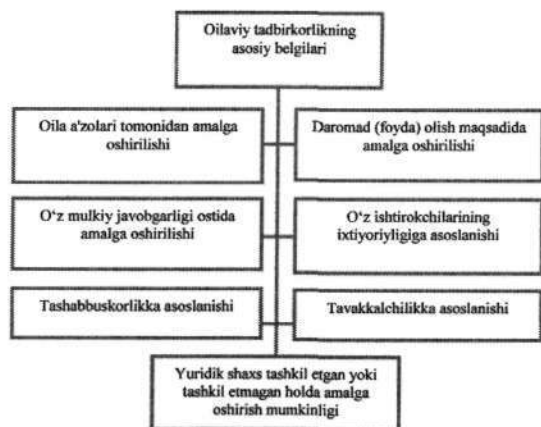 Oilaviy tadbirkorlikning
asosiy belgilari
Oila a'zolari tomonidan amalga
oshirilishi
Daromad (foyda) olish maqsadida
amalga oshirilishi
O‘z mulkiy javobgarligi ostida
amalga oshirilishi
O‘z ishtirokchilarining
ixtiyoriyligiga asoslanishi
Tashabbuskorlikka asoslanishi
Tavakkalchilikka asoslanishi
Yuridik shaxs tashkil etgan yoki
tashkil etmagan holda amalga
oshirish mumkinligi